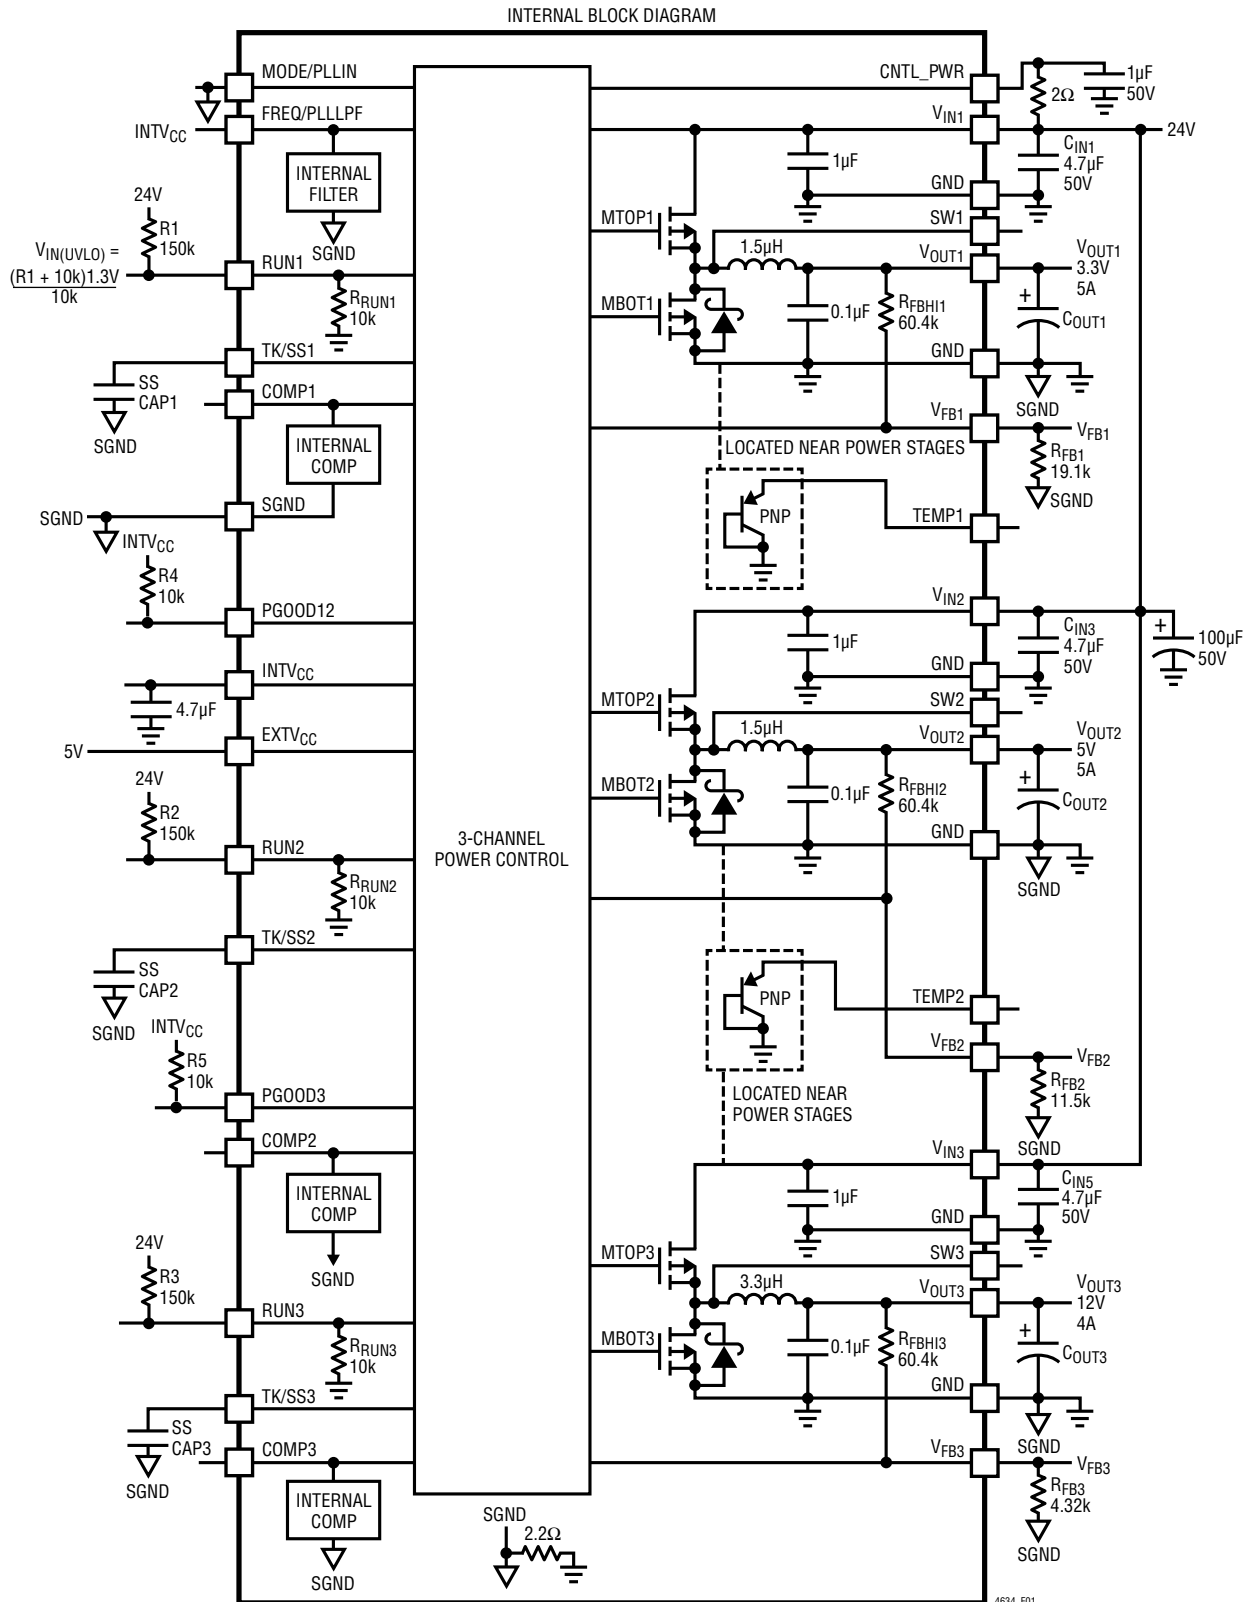 INTERNAL BLOCK DIAGRAM
MODE/PLLIN
FREQ/PLLLPF
INTVCC
INTERNAL
FILTER
SGND
24V
R1
150k
VIN(UVLO) =
(R1 + 10k)1.3V
10k
RUN1
RRUN1
10k
TK/SS1
SS
CAP1
SGND
COMP1
INTERNAL
COMP
SGND
SGND
INTVCC
R4
10k
PGOOD12
INTVCC
4.7µF
5V
EXTVCC
24V
R2
150k
RUN2
RRUN2
10k
TK/SS2
SS
CAP2
SGND
INTVCC
R5
10k
PGOOD3
COMP2
INTERNAL
COMP
SGND
24V
R3
150k
RUN3
RRUN3
10k
TK/SS3
SS
CAP3
SGND
COMP3
INTERNAL
COMP
SGND
3-CHANNEL
POWER CONTROL
SGND
2.2Ω
CNTL_PWR
2Ω
1µF
50V
VIN1
24V
1µF
CIN1
4.7µF
50V
GND
MTOP1
SW1
1.5µH
VOUT1
VOUT1
3.3V
5A
MBOT1
0.1µF
RFBHI1
60.4k
COUT1
GND
SGND
VFB1
VFB1
LOCATED NEAR POWER STAGES
RFB1
19.1k
SGND
PNP
TEMP1
VIN2
1µF
CIN3
4.7µF
50V
100µF
50V
GND
MTOP2
SW2
1.5µH
VOUT2
VOUT2
5V
5A
MBOT2
0.1µF
RFBHI2
60.4k
COUT2
GND
SGND
PNP
TEMP2
VFB2
VFB2
LOCATED NEAR
POWER STAGES
RFB2
11.5k
SGND
VIN3
1µF
CIN5
4.7µF
50V
GND
MTOP3
SW3
3.3µH
VOUT3
VOUT3
12V
4A
MBOT3
0.1µF
RFBHI3
60.4k
COUT3
GND
SGND
VFB3
VFB3
RFB3
4.32k
SGND
4634 F01